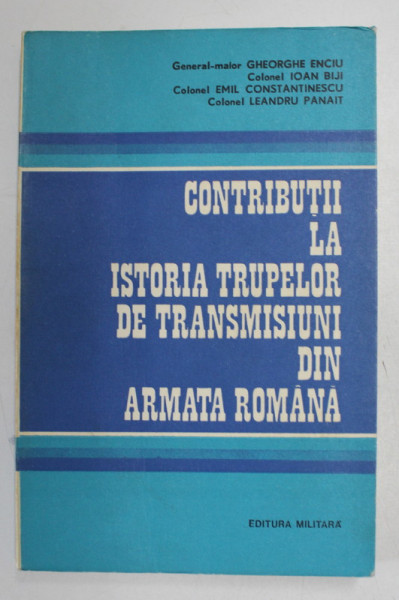 General-maior GHEORGHE ENCIU
Colonel IOAN BIJI
Colonel EMIL CONSTANTINESCU
Colonel LEANDRU PANAIT
CONTRIBUȚII
LA
ISTORIA TRUPELOR
DE TRANSMISIUNI
DIN
ARMATA ROMÂNĂ
EDITURA MILITARĂ